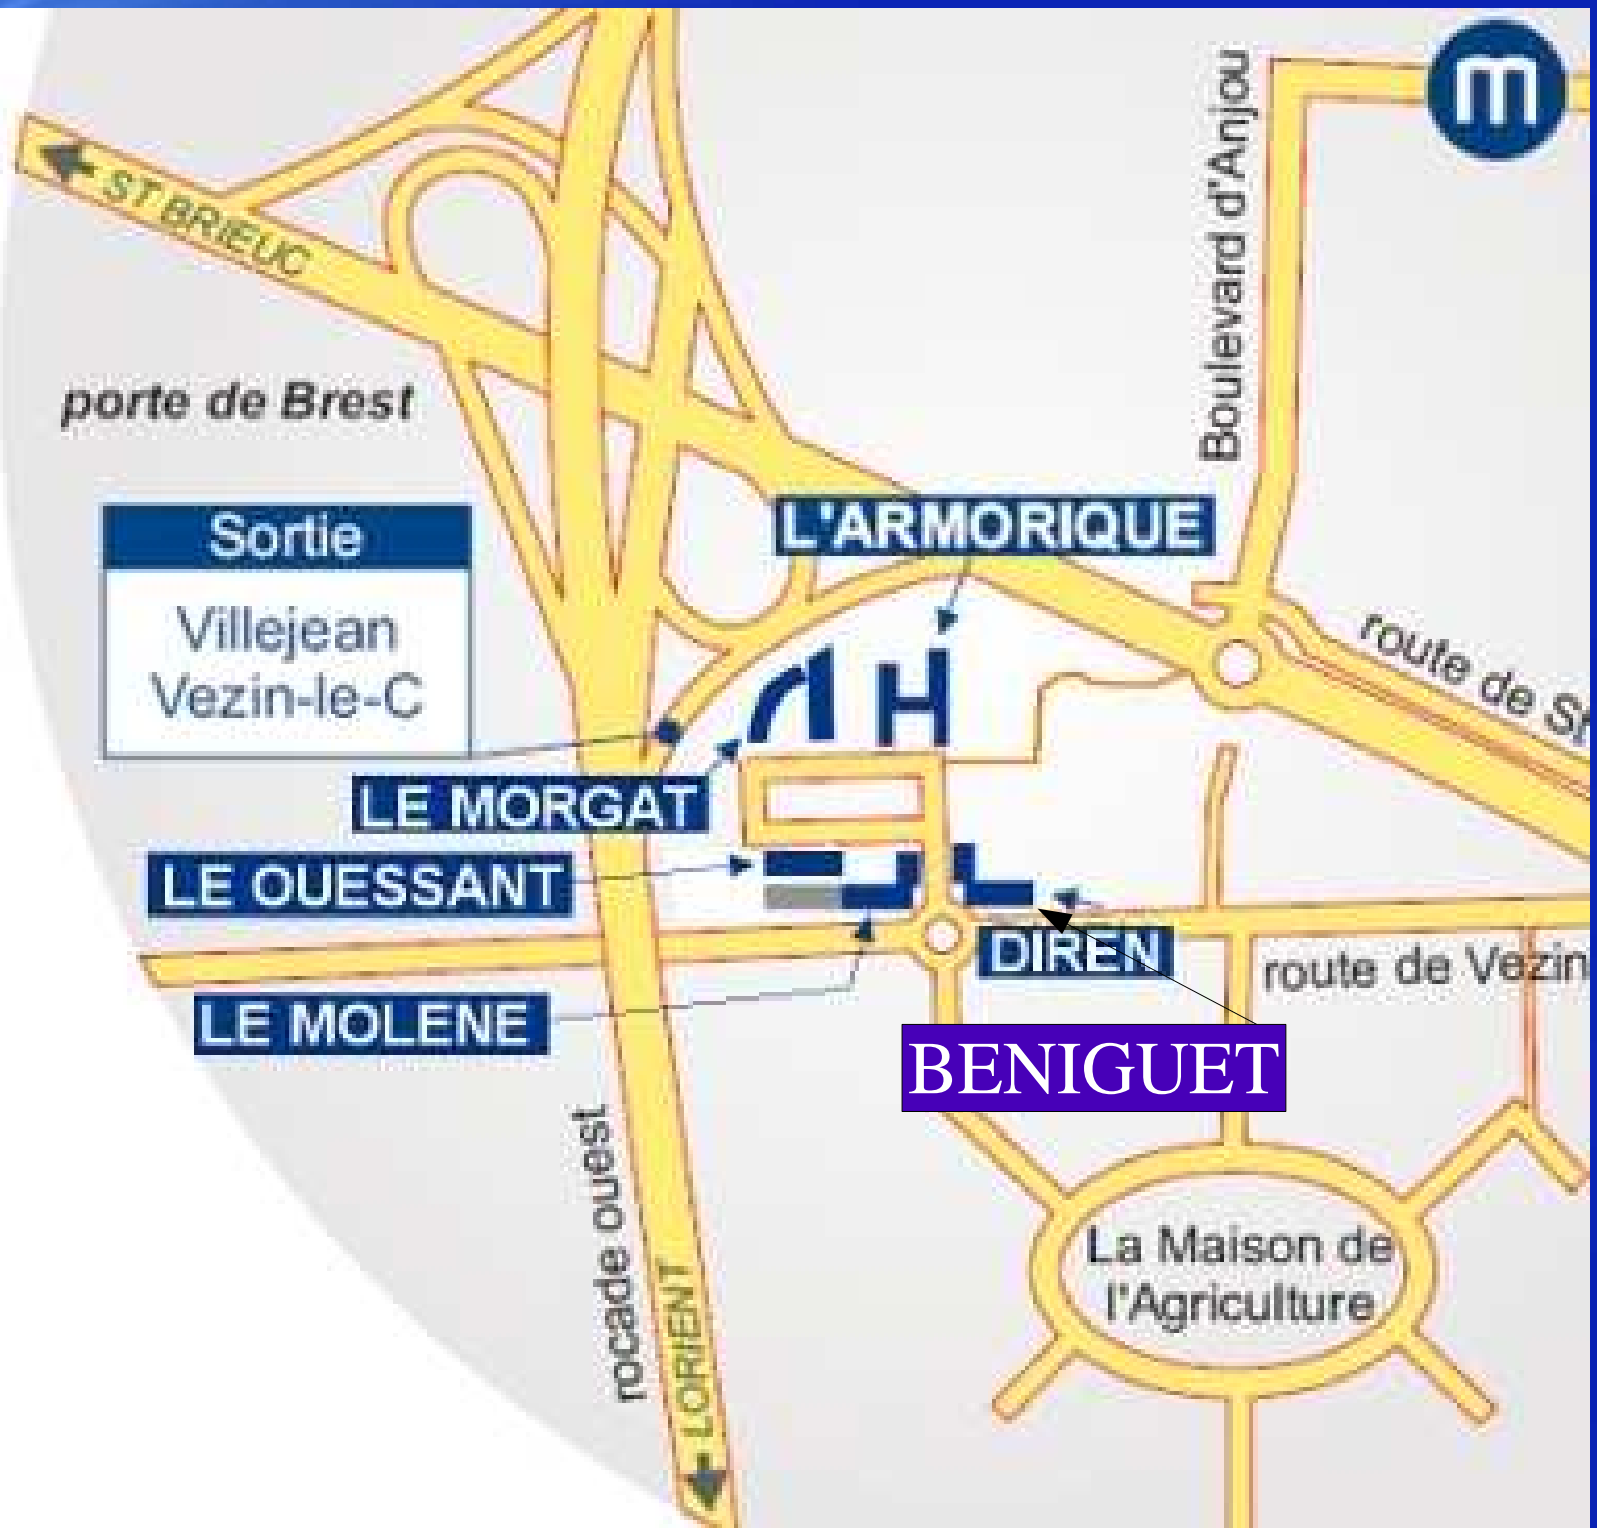 m
Boulevard d'Anjou
ST BRIEUC
porte de Brest
L'ARMORIQUE
Sortie
Villejean
Vezin-le-C
route de St
LE MORGAT
LE OUESSANT
DIREN
route de Vezin
LE MOLENE
BENIGUET
rocade ouest
La Maison de
l'Agriculture
LORIENT